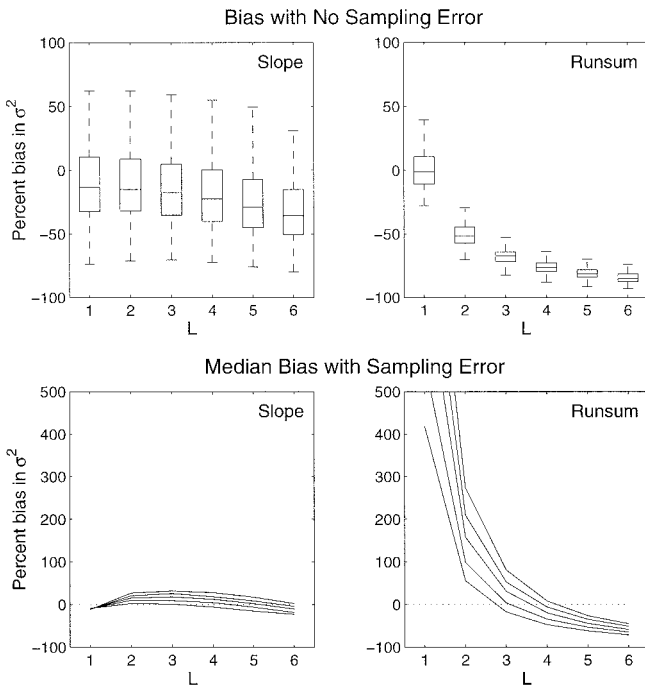 Bias with No Sampling Error
Slope
Runsum
Percent bias in σ²
100
50
0
−50
−100
1 2 3 4 5 6
L
100
50
0
−50
−100
1 2 3 4 5 6
L
Median Bias with Sampling Error
Slope
Runsum
Percent bias in σ²
500
400
300
200
100
0
−100
1 2 3 4 5 6
L
500
400
300
200
100
0
−100
1 2 3 4 5 6
L